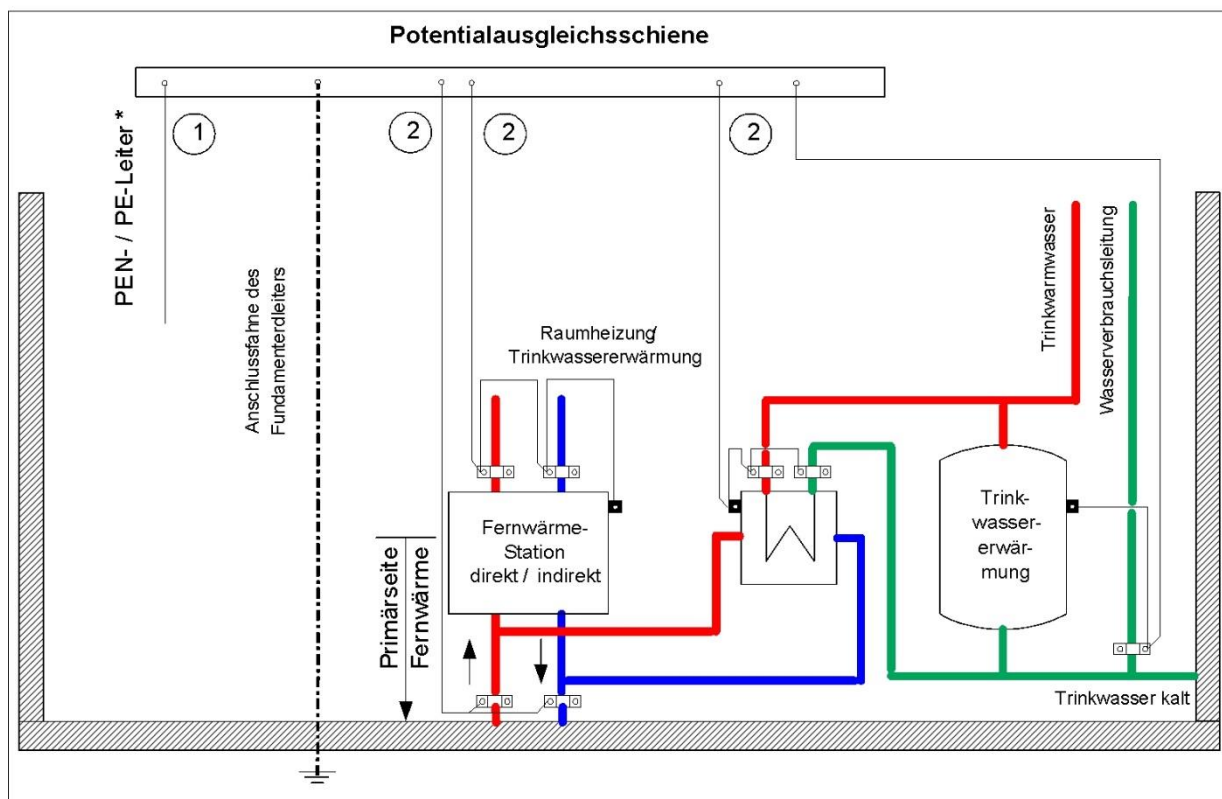 Potentialausgleichsschiene
PEN- / PE-Leiter *
1
2
2
2
Anschlussfahne des
Fundamenterdleiters
Raumheizung/
Trinkwassererwärmung
Trinkwarmwasser
Wasserverbrauchsleitung
Fernwärme-
Station
direkt / indirekt
Trink-
wasser-
erwär-
mung
Primärseite
Fernwärme
Trinkwasser kalt